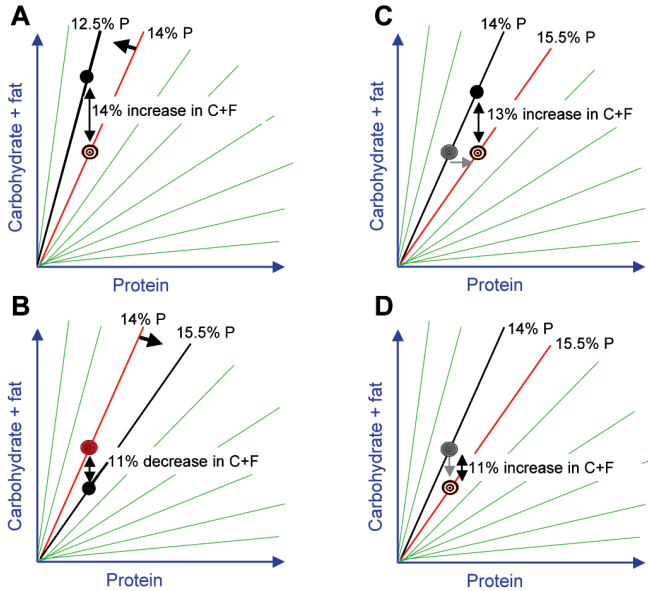 A
12.5% P
14% P
14% increase in C+F
Carbohydrate + fat
Protein
C
14% P
15.5% P
13% increase in C+F
Carbohydrate + fat
Protein
B
14% P
15.5% P
11% decrease in C+F
Carbohydrate + fat
Protein
D
14% P
15.5% P
11% increase in C+F
Carbohydrate + fat
Protein